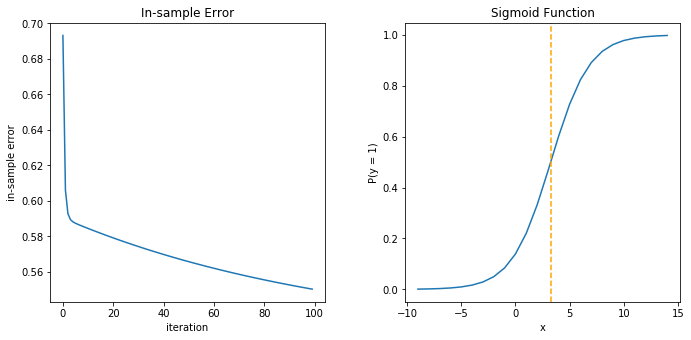 In-sample Error
in-sample error
0.70
0.68
0.66
0.64
0.62
0.60
0.58
0.56
0 20 40 60 80 100
iteration
Sigmoid Function
P(y = 1)
1.0
0.8
0.6
0.4
0.2
0.0
−10 −5 0 5 10 15
x